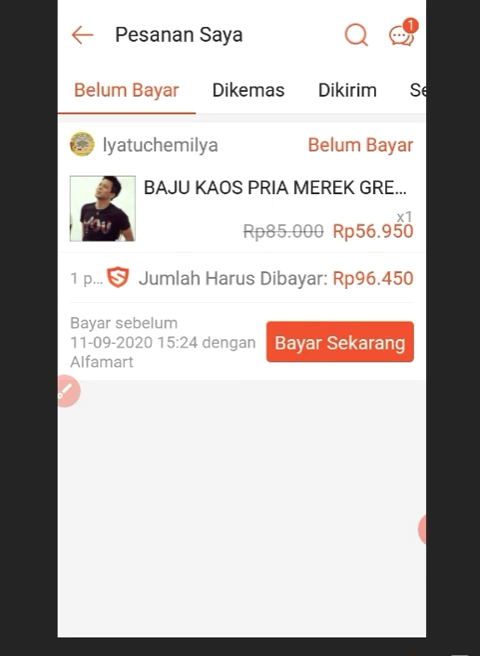 Pesanan Saya
1
Belum Bayar Dikemas Dikirim Se
lyatuchemilya Belum Bayar
BAJU KAOS PRIA MEREK GRE...
x1
Rp85.000 Rp56.950
1 p... S Jumlah Harus Dibayar: Rp96.450
Bayar sebelum
11-09-2020 15:24 dengan
Alfamart
Bayar Sekarang